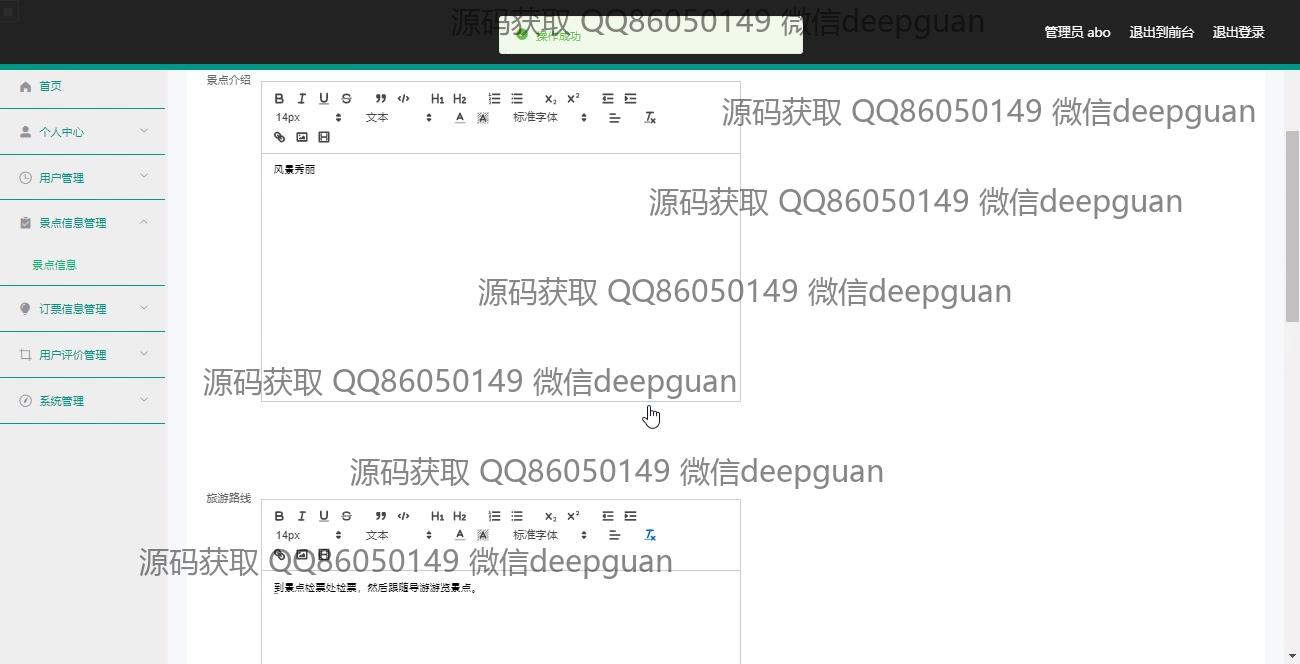 源码获取 QQ86050149 微信deepguan
操作成功
管理员 abo 退出到前台 退出登录
首页
个人中心
用户管理
景点信息管理
景点信息
订票信息管理
用户评价管理
系统管理
景点介绍
B I U S H1 H2 X2 X²
14px 文本 A A 标准字体 Tx
源码获取 QQ86050149 微信deepguan
风景秀丽
源码获取 QQ86050149 微信deepguan
源码获取 QQ86050149 微信deepguan
源码获取 QQ86050149 微信deepguan
源码获取 QQ86050149 微信deepguan
旅游路线
B I U S H1 H2 X2 X²
14px 文本 A A 标准字体 Tx
源码获取 QQ86050149 微信deepguan
到景点检票处检票，然后跟随导游游览景点。